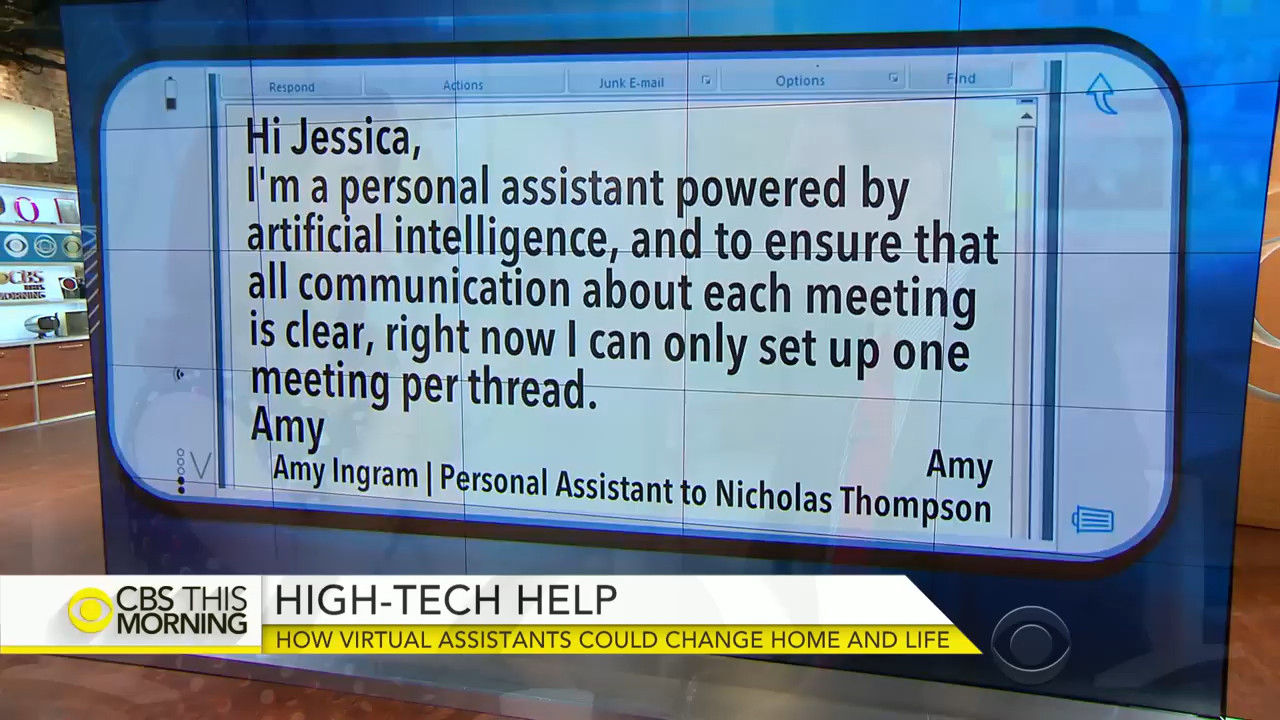 Respond Actions Junk E-mail Options Find
Hi Jessica,
I'm a personal assistant powered by
artificial intelligence, and to ensure that
all communication about each meeting
is clear, right now I can only set up one
meeting per thread.
Amy
Amy
Amy Ingram | Personal Assistant to Nicholas Thompson
CBS
THIS
MORNING
CBS THIS
MORNING
HIGH-TECH HELP
HOW VIRTUAL ASSISTANTS COULD CHANGE HOME AND LIFE